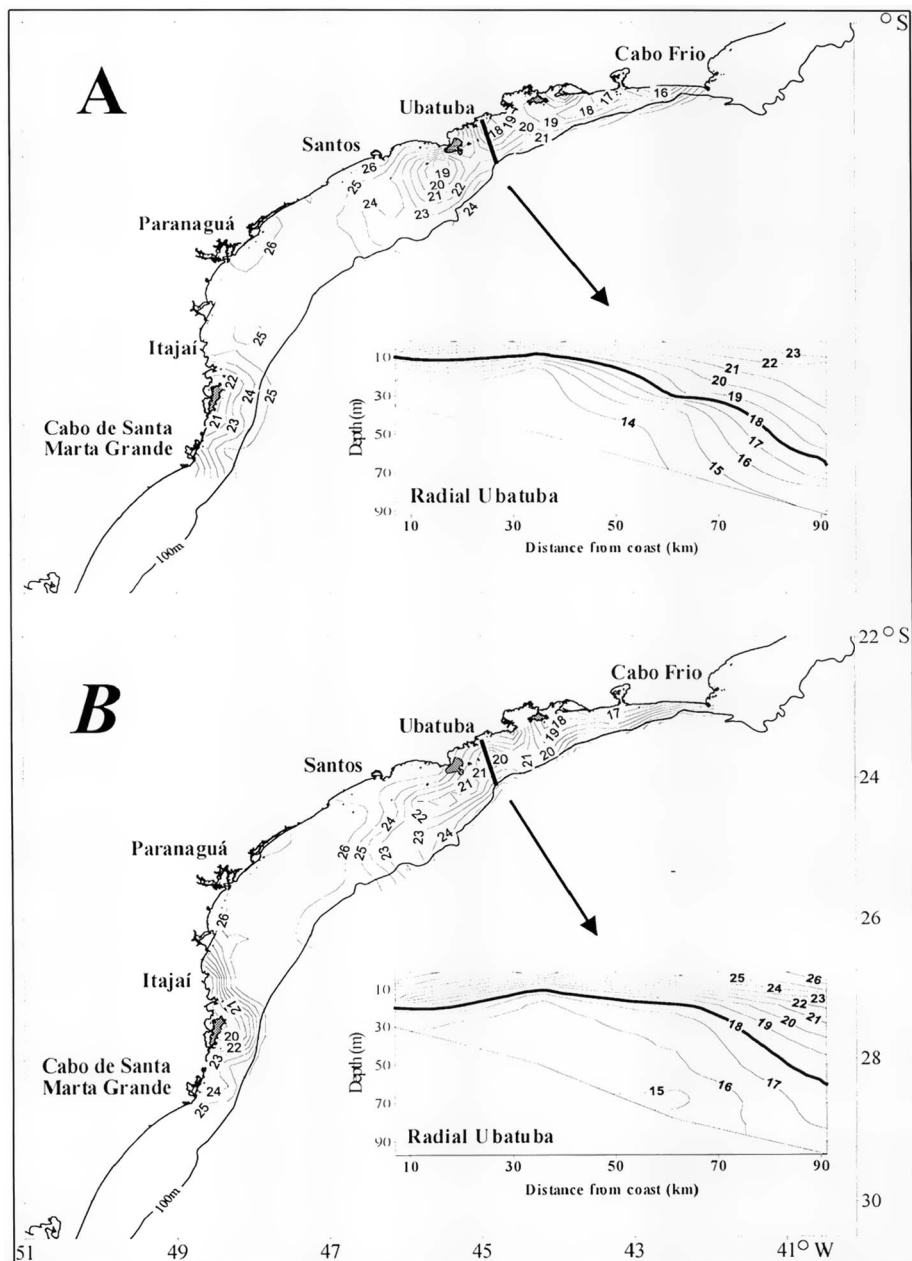 ° S
A
Cabo Frio
Ubatuba
Santos
Paranaguá
Itajaí
Cabo de Santa
Marta Grande
100m
16
17
18
19
20
21
18
19
26
25
24
19
20
21
22
23
24
26
25
22
24
25
21
23
10
30
50
70
90
Depth (m)
23
22
21
20
19
18
17
16
15
14
Radial Ubatuba
10 30 50 70 90
Distance from coast (km)
22° S
B
Cabo Frio
Ubatuba
Santos
Paranaguá
Itajaí
Cabo de Santa
Marta Grande
100m
17
18
19
20
21
20
21
21
22
24
23
24
26
25
23
26
21
20
22
23
24
25
10
30
50
70
90
Depth (m)
25
26
24
23
22
21
20
19
18
17
16
15
Radial Ubatuba
10 30 50 70 90
Distance from coast (km)
24
26
28
30
51 49 47 45 43 41° W